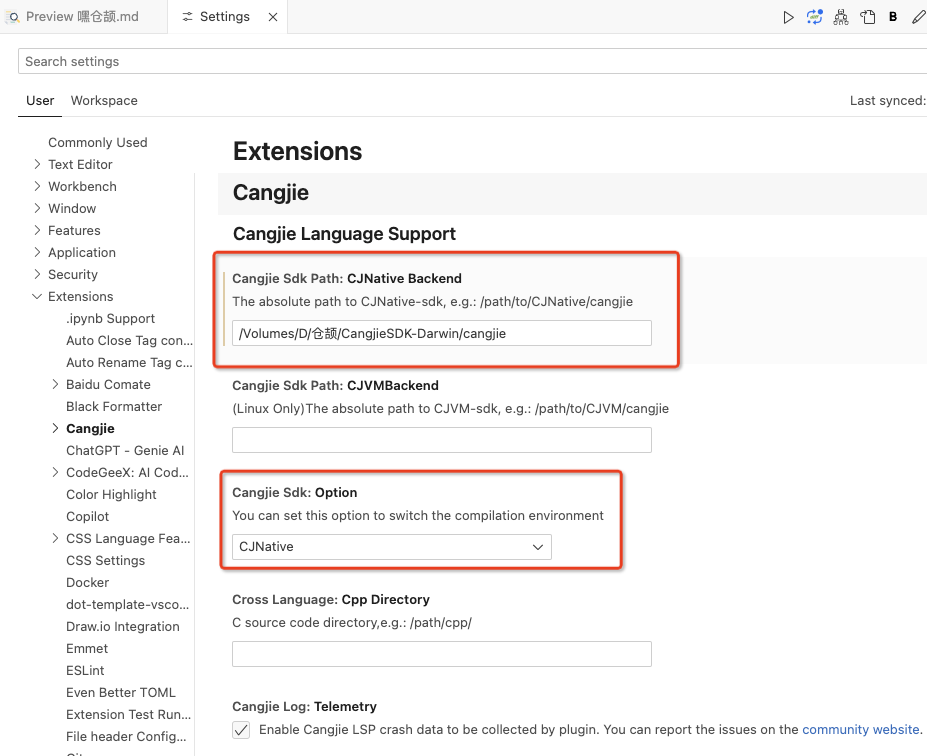 Preview 嘿仓颉.md
Settings
B
Search settings
User
Workspace
Last synced:
Commonly Used
Text Editor
Workbench
Window
Features
Application
Security
Extensions
.ipynb Support
Auto Close Tag con...
Auto Rename Tag c...
Baidu Comate
Black Formatter
Cangjie
ChatGPT - Genie AI
CodeGeeX: AI Cod...
Color Highlight
Copilot
CSS Language Fea...
CSS Settings
Docker
dot-template-vsco...
Draw.io Integration
Emmet
ESLint
Even Better TOML
Extension Test Run...
File header Config...
Extensions
Cangjie
Cangjie Language Support
Cangjie Sdk Path: CJNative Backend
The absolute path to CJNative-sdk, e.g.: /path/to/CJNative/cangjie
/Volumes/D/仓颉/CangjieSDK-Darwin/cangjie
Cangjie Sdk Path: CJVMBackend
(Linux Only)The absolute path to CJVM-sdk, e.g.: /path/to/CJVM/cangjie
Cangjie Sdk: Option
You can set this option to switch the compilation environment
CJNative
Cross Language: Cpp Directory
C source code directory,e.g.: /path/cpp/
Cangjie Log: Telemetry
Enable Cangjie LSP crash data to be collected by plugin. You can report the issues on the community website.